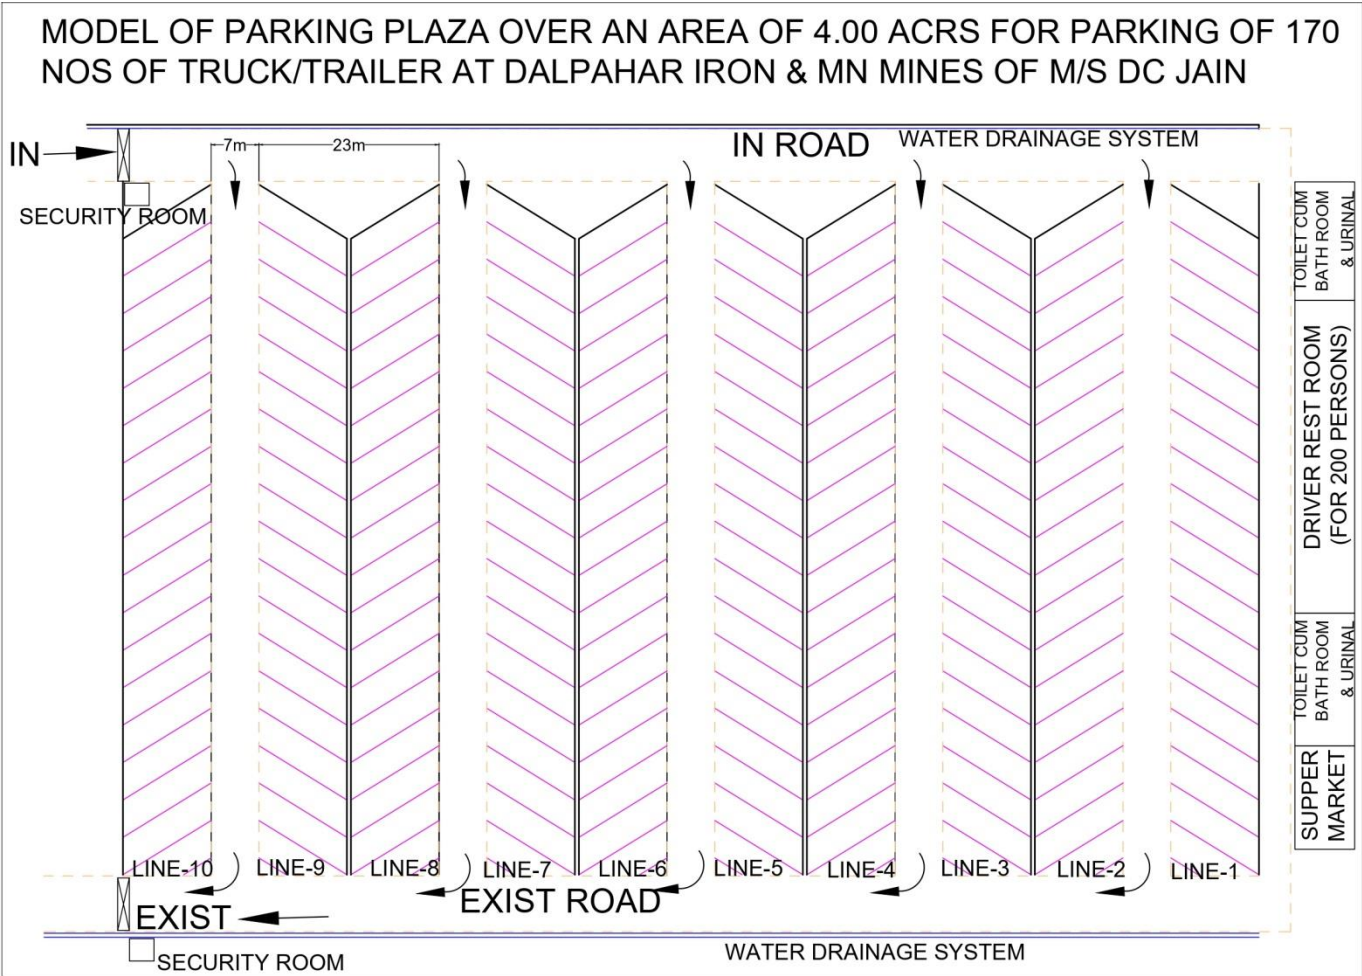 MODEL OF PARKING PLAZA OVER AN AREA OF 4.00 ACRS FOR PARKING OF 170
NOS OF TRUCK/TRAILER AT DALPAHAR IRON & MN MINES OF M/S DC JAIN
IN
7m
23m
IN ROAD
WATER DRAINAGE SYSTEM
SECURITY ROOM
TOILET CUM
BATH ROOM
& URINAL
DRIVER REST ROOM
(FOR 200 PERSONS)
TOILET CUM
BATH ROOM
& URINAL
SUPPER
MARKET
LINE-10
LINE-9
LINE-8
LINE-7
LINE-6
LINE-5
LINE-4
LINE-3
LINE-2
LINE-1
EXIST ROAD
EXIST
WATER DRAINAGE SYSTEM
SECURITY ROOM